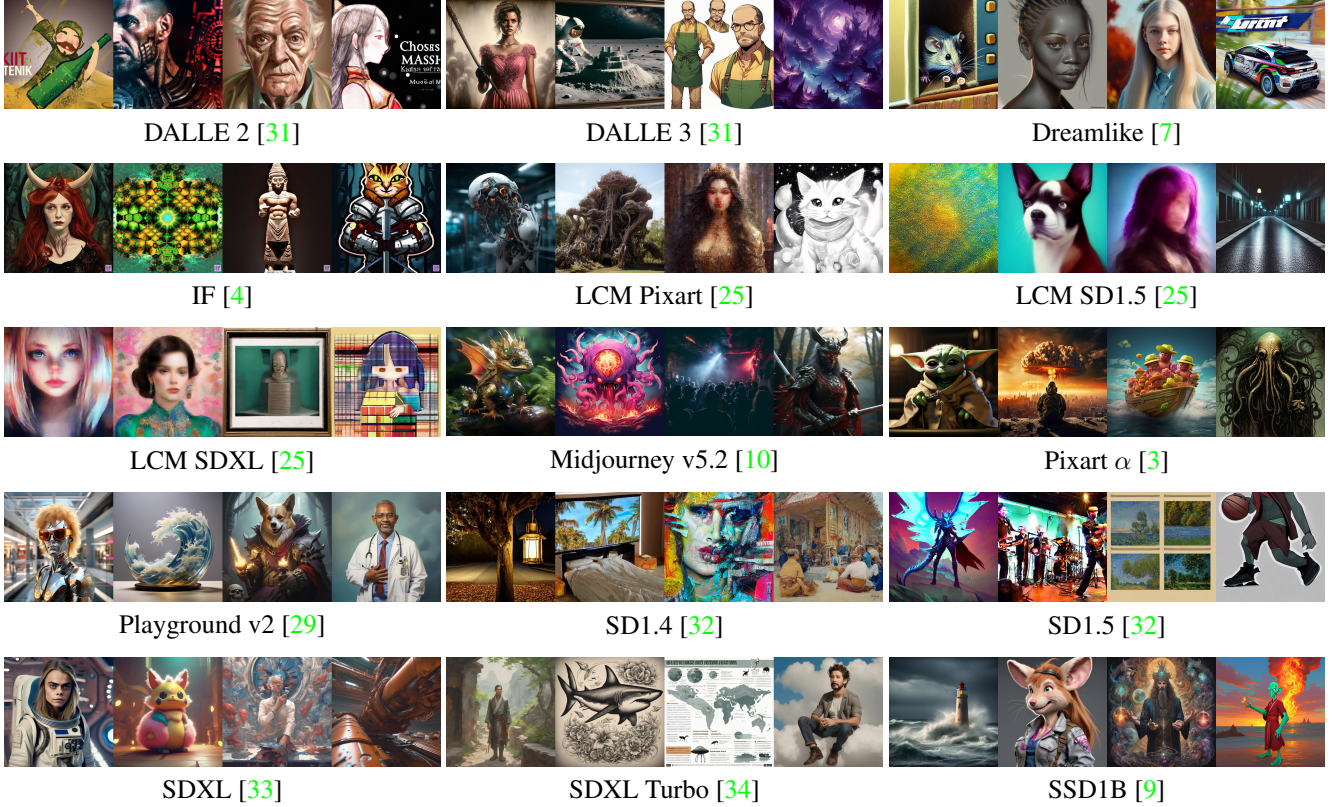 KIIT
TENIK
Choses
MASSH
DALLE 2 [31]
DALLE 3 [31]
Dreamlike [7]
IF [4]
LCM Pixart [25]
LCM SD1.5 [25]
LCM SDXL [25]
Midjourney v5.2 [10]
Pixart α [3]
Playground v2 [29]
SD1.4 [32]
SD1.5 [32]
SDXL [33]
SDXL Turbo [34]
SSD1B [9]